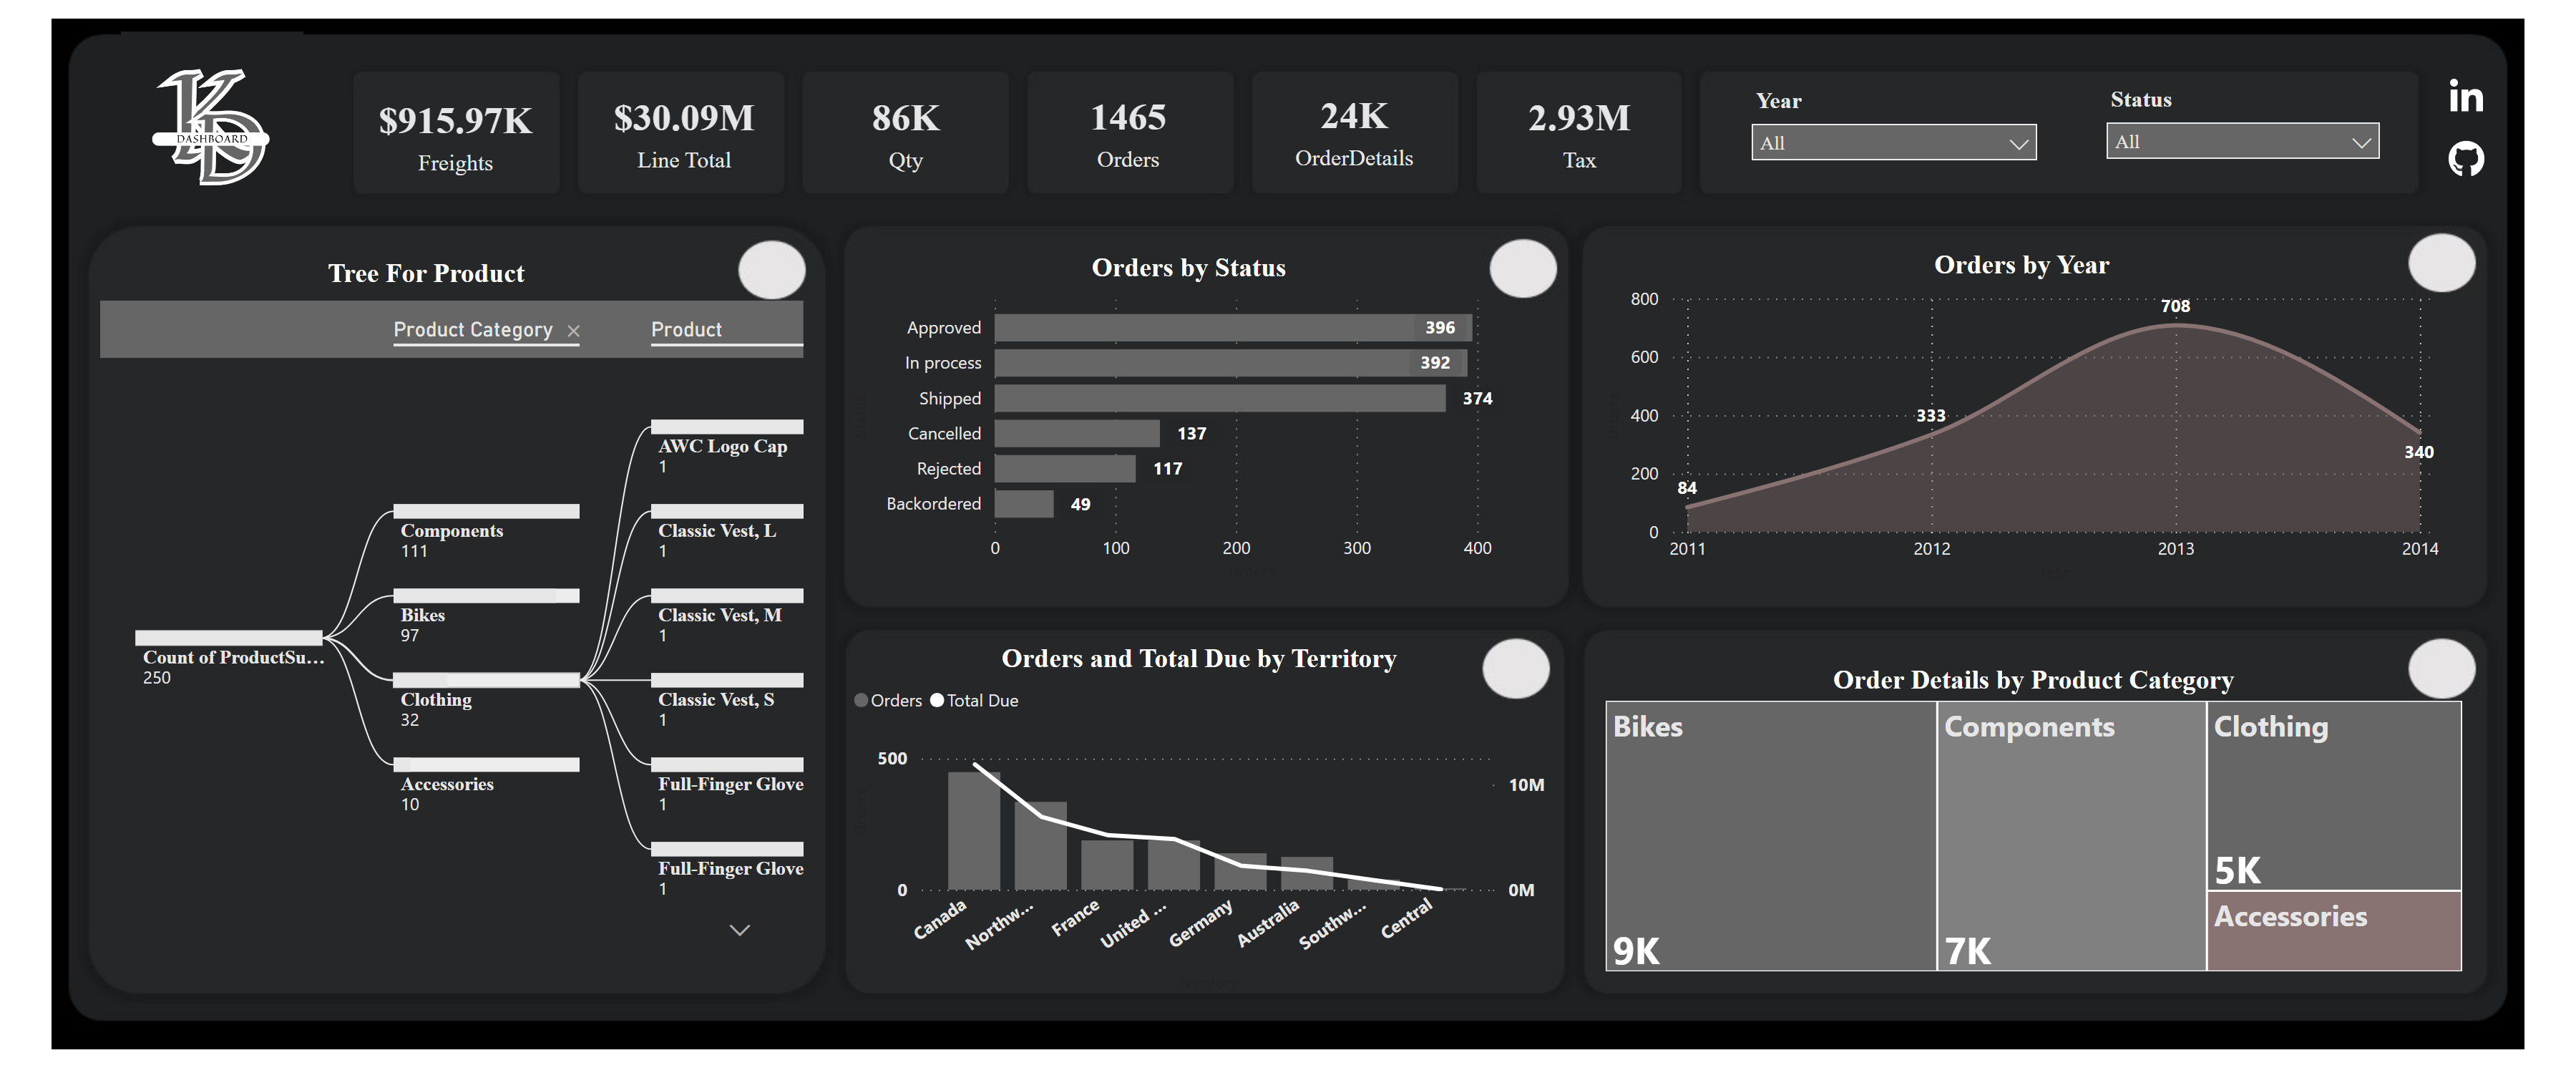 DASHBOARD
$915.97K
Freights
$30.09M
Line Total
86K
Qty
1465
Orders
24K
OrderDetails
2.93M
Tax
Year
All
Status
All
in
Tree For Product
Product Category
Product
Count of ProductSu...
250
Components
111
Bikes
97
Clothing
32
Accessories
10
AWC Logo Cap
1
Classic Vest, L
1
Classic Vest, M
1
Classic Vest, S
1
Full-Finger Glove
1
Full-Finger Glove
1
Orders by Status
Approved 396
In process 392
Shipped 374
Cancelled 137
Rejected 117
Backordered 49
0 100 200 300 400
Orders by Year
800
600
400
200
0
84
333
708
340
2011 2012 2013 2014
Orders and Total Due by Territory
Orders Total Due
500
0
10M
0M
Canada
Northw...
France
United ...
Germany
Australia
Southw...
Central
Order Details by Product Category
Bikes
9K
Components
7K
Clothing
5K
Accessories